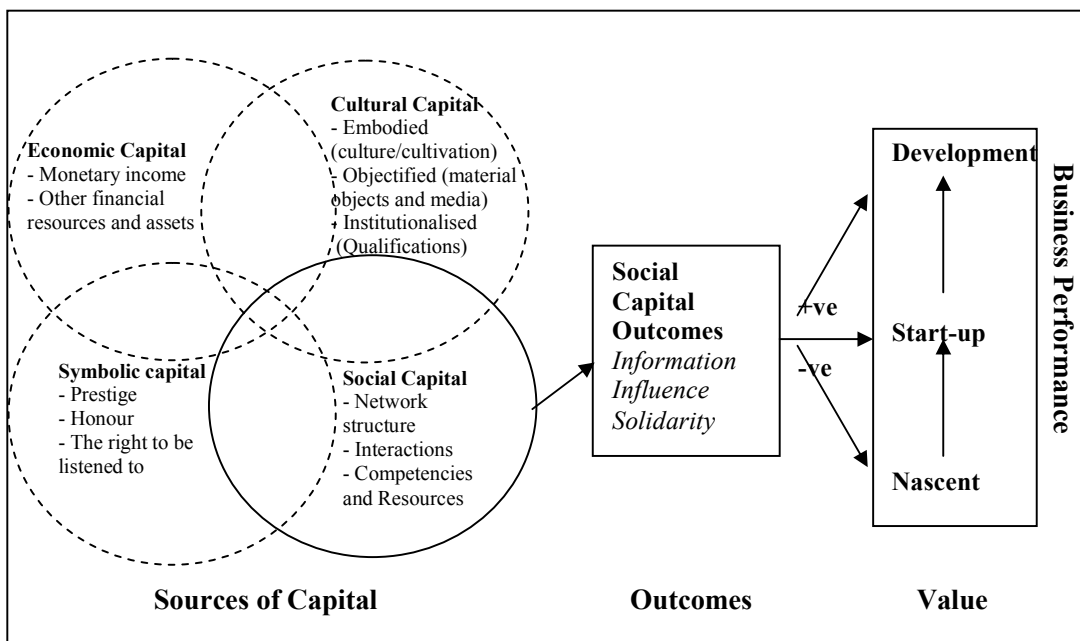 Economic Capital
- Monetary income
- Other financial
resources and assets
Cultural Capital
- Embodied
(culture/cultivation)
- Objectified (material
objects and media)
- Institutionalised
(Qualifications)
Symbolic capital
- Prestige
- Honour
- The right to be
listened to
Social Capital
- Network
structure
- Interactions
- Competencies
and Resources
Social
Capital
Outcomes
Information
Influence
Solidarity
+ve
-ve
Development
Start-up
Nascent
Business Performance
Sources of Capital
Outcomes
Value